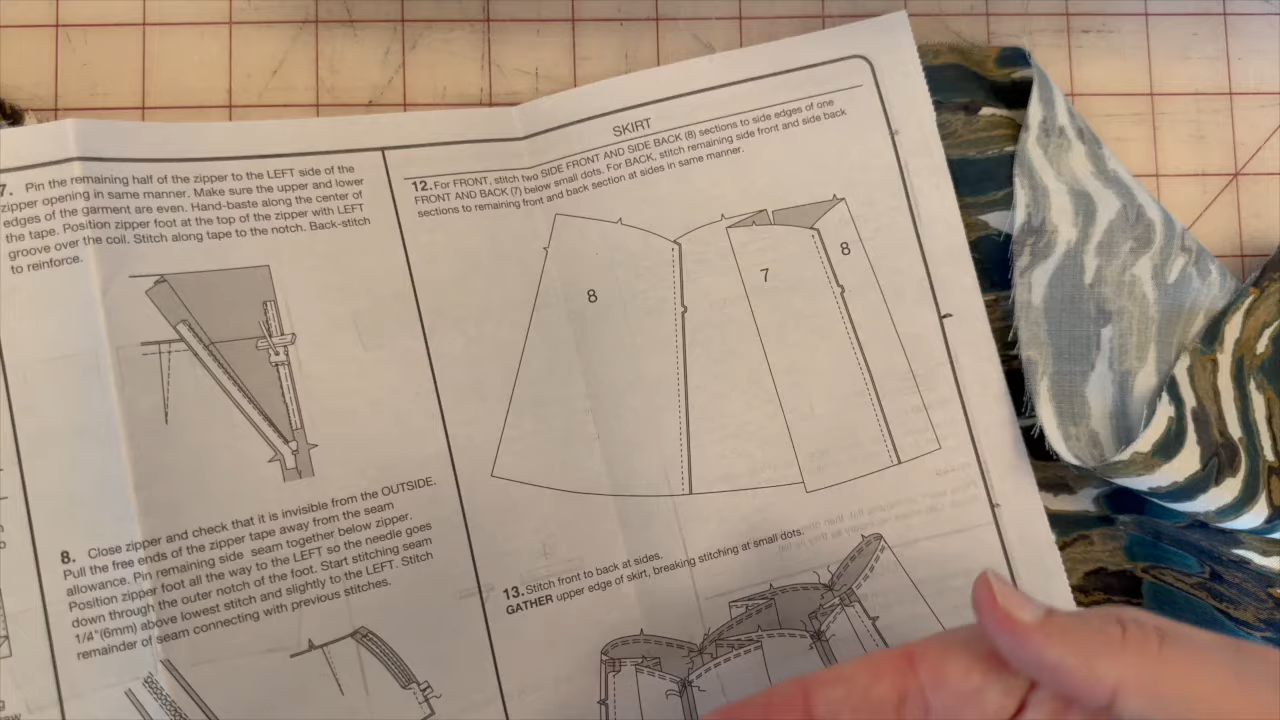 7. Pin the remaining half of the zipper to the LEFT side of the
zipper opening in same manner. Make sure the upper and lower
edges of the garment are even. Hand-baste along the center of
the tape. Position zipper foot at the top of the zipper with LEFT
groove over the coil. Stitch along tape to the notch. Back-stitch
to reinforce.
8. Close zipper and check that it is invisible from the OUTSIDE.
Pull the free ends of the zipper tape away from the seam
allowance. Pin remaining side seam together below zipper.
Position zipper foot all the way to the LEFT so the needle goes
down through the outer notch of the foot. Start stitching seam
1/4"(6mm) above lowest stitch and slightly to the LEFT. Stitch
remainder of seam connecting with previous stitches.
SKIRT
12. For FRONT, stitch two SIDE FRONT AND SIDE BACK (8) sections to side edges of one
FRONT AND BACK (7) below small dots. For BACK, stitch remaining side front and side back
sections to remaining front and back section at sides in same manner.
8
7
8
13. Stitch front to back at sides.
GATHER upper edge of skirt, breaking stitching at small dots.